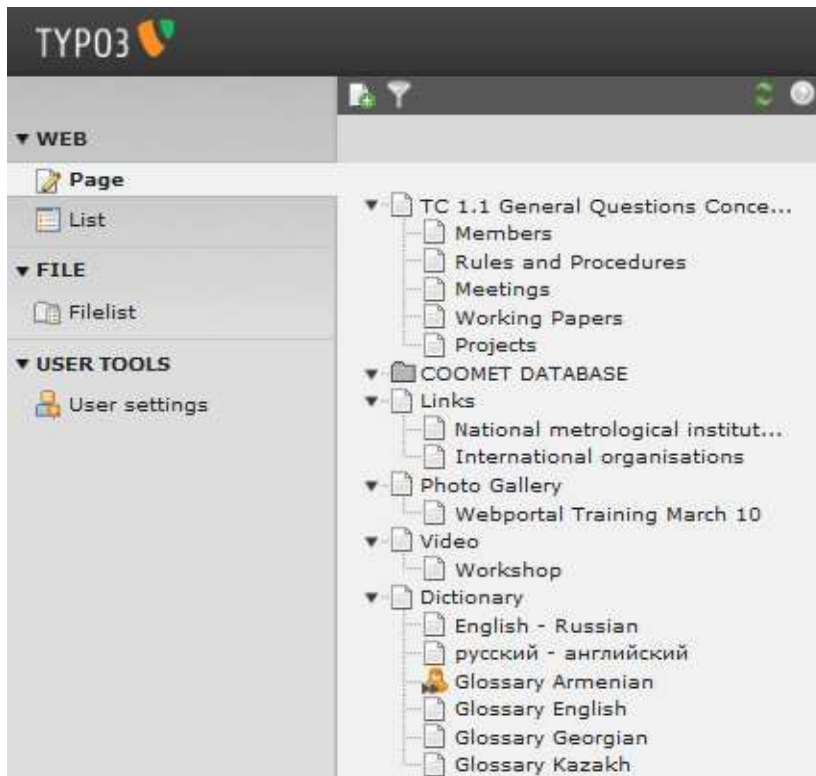 TYPO3
WEB
Page
List
FILE
Filelist
USER TOOLS
User settings
TC 1.1 General Questions Conce...
Members
Rules and Procedures
Meetings
Working Papers
Projects
COOMET DATABASE
Links
National metrological institut...
International organisations
Photo Gallery
Webportal Training March 10
Video
Workshop
Dictionary
English - Russian
русский - английский
Glossary Armenian
Glossary English
Glossary Georgian
Glossary Kazakh